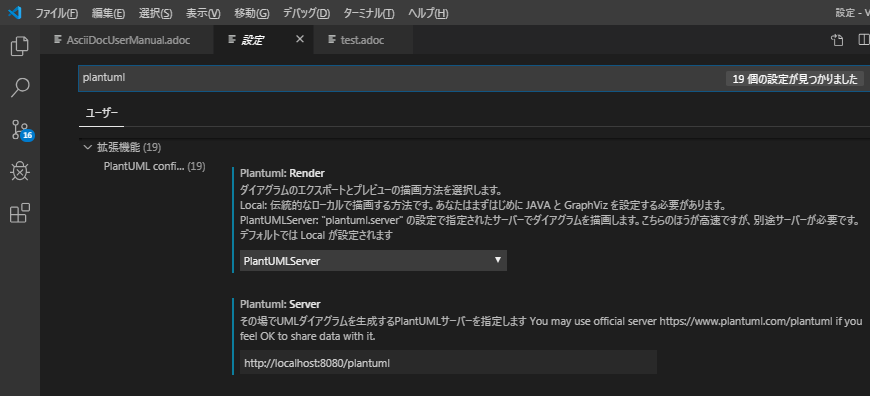 ファイル(F) 編集(E) 選択(S) 表示(V) 移動(G) デバッグ(D) ターミナル(T) ヘルプ(H) 設定 - V
AsciiDocUserManual.adoc 設定 × test.adoc
plantuml 19 個の設定が見つかりました
ユーザー
拡張機能 (19)
PlantUML confi... (19)
16
Plantuml: Render
ダイアグラムのエクスポートとプレビューの描画方法を選択します。
Local: 伝統的なローカルで描画する方法です。あなたはまずはじめに JAVA と GraphViz を設定する必要があります。
PlantUMLServer: "plantuml.server" の設定で指定されたサーバーでダイアグラムを描画します。こちらのほうが高速ですが、別途サーバーが必要です。
デフォルトでは Local が設定されます
PlantUMLServer
Plantuml: Server
その場でUMLダイアグラムを生成するPlantUMLサーバーを指定します You may use official server https://www.plantuml.com/plantuml if you
feel OK to share data with it.
http://localhost:8080/plantuml